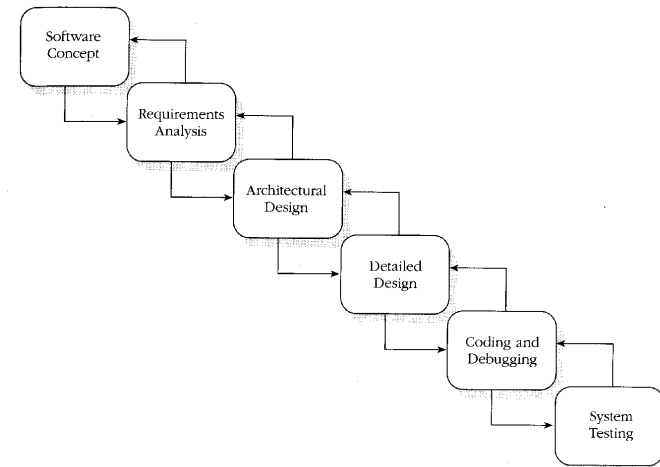 Software
Concept
Requirements
Analysis
Architectural
Design
Detailed
Design
Coding and
Debugging
System
Testing